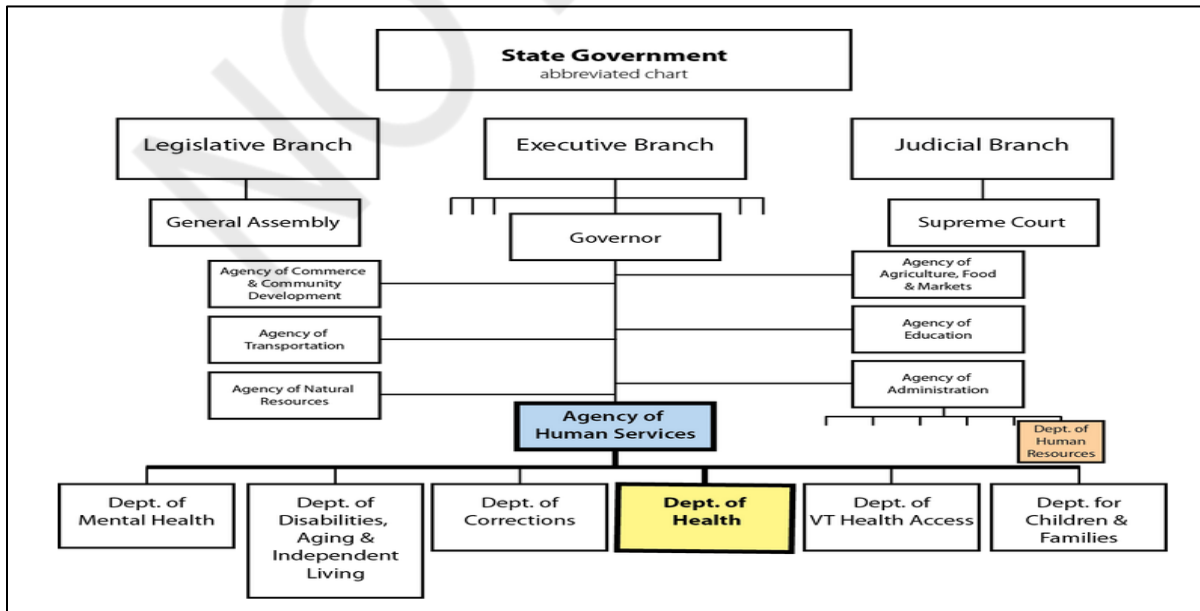 State Government
abbreviated chart
Legislative Branch
Executive Branch
Judicial Branch
General Assembly
Governor
Supreme Court
Agency of Commerce
& Community
Development
Agency of
Agriculture, Food
& Markets
Agency of
Transportation
Agency of
Education
Agency of Natural
Resources
Agency of
Administration
Agency of
Human Services
Dept. of
Human
Resources
Dept. of
Mental Health
Dept. of
Disabilities,
Aging &
Independent
Living
Dept. of
Corrections
Dept. of
Health
Dept. of
VT Health Access
Dept. for
Children &
Families